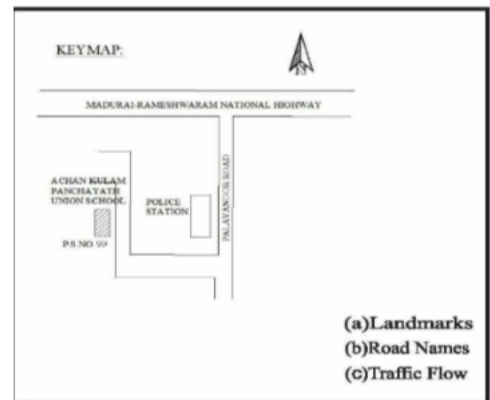 KEYMAP:
N
MADURAI-RAMESHWARAM NATIONAL HIGHWAY
ACHAN KULAM
PANCHAYATH
UNION SCHOOL
POLICE
STATION
PALAYANOOR ROAD
P.S.NO.99
(a)Landmarks
(b)Road Names
(c)Traffic Flow